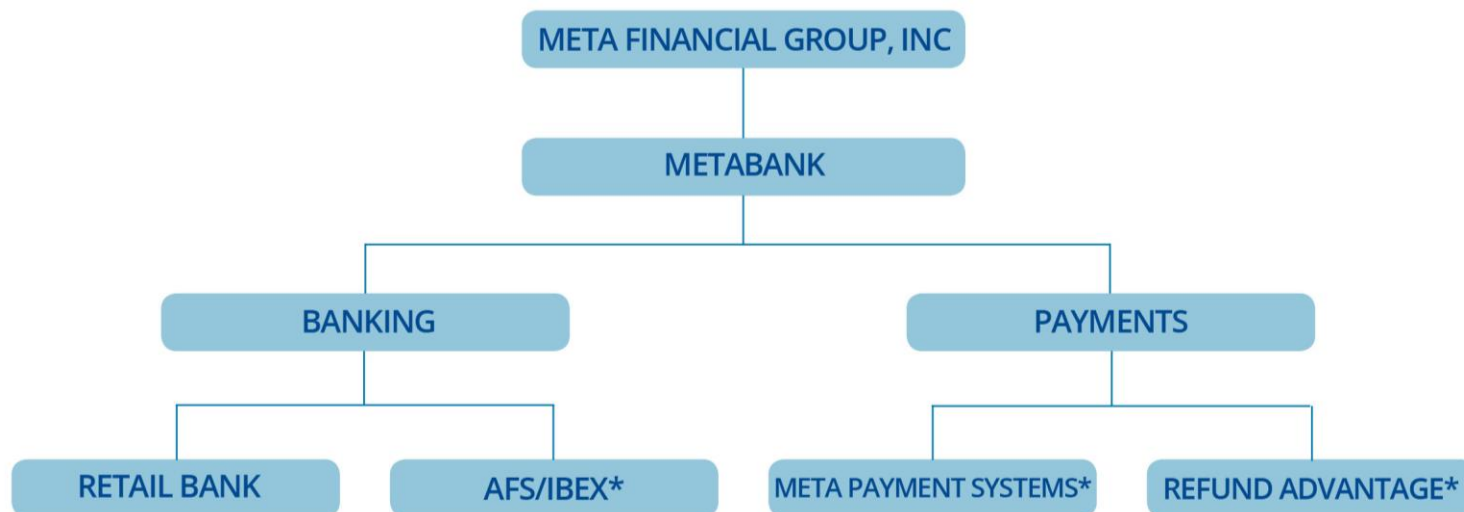 META FINANCIAL GROUP, INC
METABANK
BANKING
PAYMENTS
RETAIL BANK
AFS/IBEX*
META PAYMENT SYSTEMS*
REFUND ADVANTAGE*